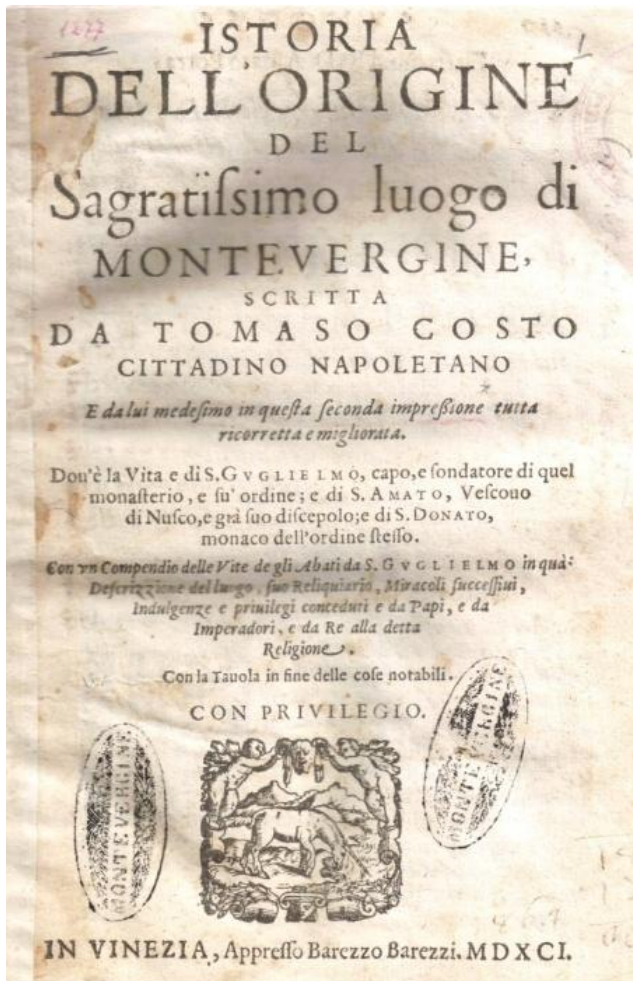 1277
ISTORIA
DELL'ORIGINE
DEL
Sagratiſsimo luogo di
MONTEVERGINE,
SCRITTA
DA TOMASO COSTO
CITTADINO NAPOLETANO
E da lui medeſimo in queſta ſeconda impreßione tutta
ricorretta e migliorata.
Dou'è la Vita e di S. GVGLIELMO, capo, e fondatore di quel
monaſterio, e ſu' ordine; e di S. AMATO, Veſcouo
di Nuſco, e già ſuo diſcepolo; e di S. DONATO,
monaco dell'ordine ſteſſo.
Con vn Compendio delle Vite de gli Abati da S. GVGLIELMO in quà:
Deſcrizzione del luogo, ſuo Reliquiario, Miracoli ſucceſſiui,
Indulgenze e priuilegi conceduti e da Papi, e da
Imperadori, e da Re alla detta
Religione.
Con la Tauola in fine delle coſe notabili.
CON PRIVILEGIO.
MONTEVERGINE
MONTEVERGINE
IN VINEZIA, Appreſſo Barezzo Barezzi. MDXCI.